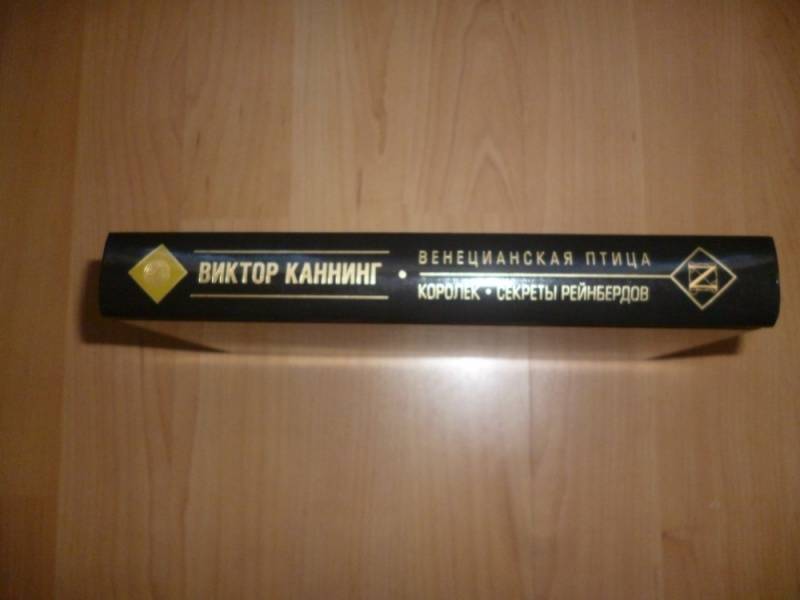 ВИКТОР КАННИНГ
ВЕНЕЦИАНСКАЯ ПТИЦА
КОРОЛЕК • СЕКРЕТЫ РЕЙНБЕРДОВ
N